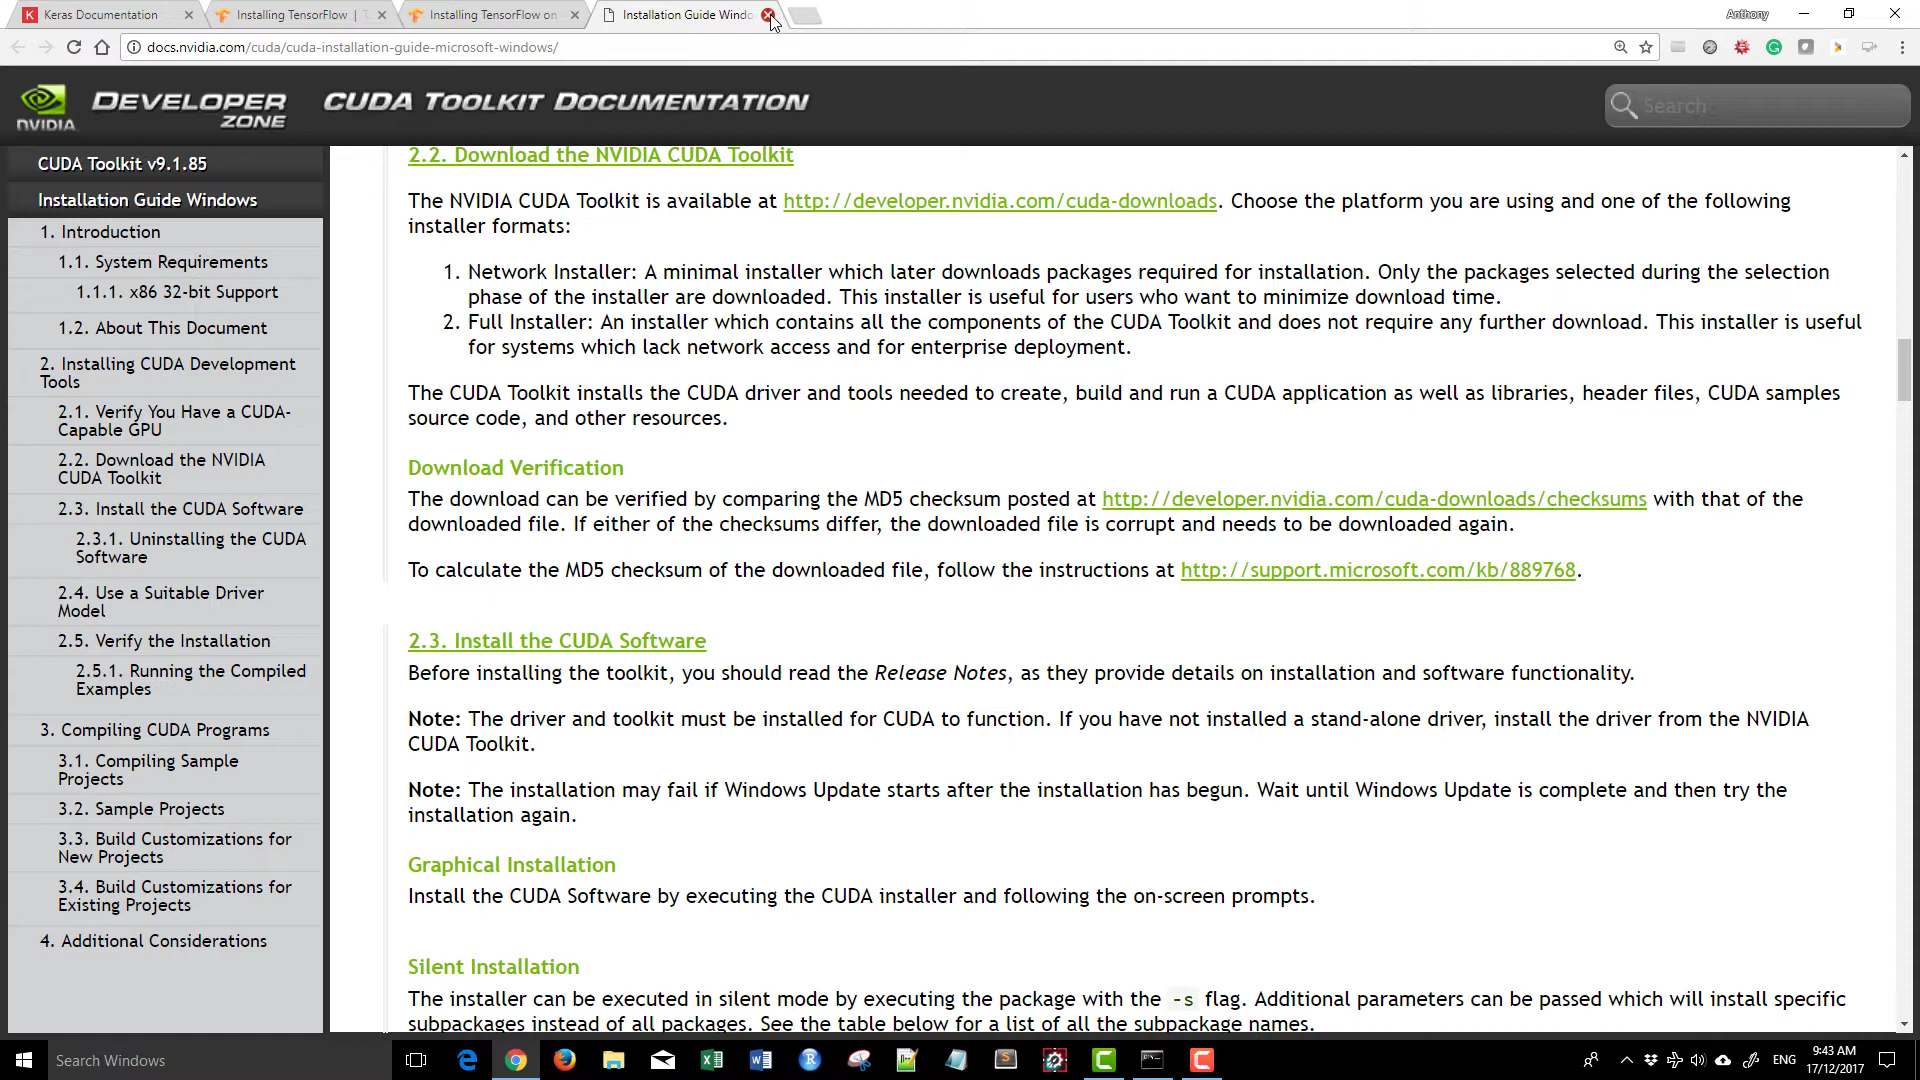 Keras Documentation
Installing TensorFlow | T
Installing TensorFlow on
Installation Guide Windo
Anthony
docs.nvidia.com/cuda/cuda-installation-guide-microsoft-windows/
NVIDIA
DEVELOPER ZONE
CUDA TOOLKIT DOCUMENTATION
Search
CUDA Toolkit v9.1.85
Installation Guide Windows
1. Introduction
1.1. System Requirements
1.1.1. x86 32-bit Support
1.2. About This Document
2. Installing CUDA Development
Tools
2.1. Verify You Have a CUDA-
Capable GPU
2.2. Download the NVIDIA
CUDA Toolkit
2.3. Install the CUDA Software
2.3.1. Uninstalling the CUDA
Software
2.4. Use a Suitable Driver
Model
2.5. Verify the Installation
2.5.1. Running the Compiled
Examples
3. Compiling CUDA Programs
3.1. Compiling Sample
Projects
3.2. Sample Projects
3.3. Build Customizations for
New Projects
3.4. Build Customizations for
Existing Projects
4. Additional Considerations
2.2. Download the NVIDIA CUDA Toolkit
The NVIDIA CUDA Toolkit is available at http://developer.nvidia.com/cuda-downloads. Choose the platform you are using and one of the following
installer formats:
1. Network Installer: A minimal installer which later downloads packages required for installation. Only the packages selected during the selection
phase of the installer are downloaded. This installer is useful for users who want to minimize download time.
2. Full Installer: An installer which contains all the components of the CUDA Toolkit and does not require any further download. This installer is useful
for systems which lack network access and for enterprise deployment.
The CUDA Toolkit installs the CUDA driver and tools needed to create, build and run a CUDA application as well as libraries, header files, CUDA samples
source code, and other resources.
Download Verification
The download can be verified by comparing the MD5 checksum posted at http://developer.nvidia.com/cuda-downloads/checksums with that of the
downloaded file. If either of the checksums differ, the downloaded file is corrupt and needs to be downloaded again.
To calculate the MD5 checksum of the downloaded file, follow the instructions at http://support.microsoft.com/kb/889768.
2.3. Install the CUDA Software
Before installing the toolkit, you should read the Release Notes, as they provide details on installation and software functionality.
Note: The driver and toolkit must be installed for CUDA to function. If you have not installed a stand-alone driver, install the driver from the NVIDIA
CUDA Toolkit.
Note: The installation may fail if Windows Update starts after the installation has begun. Wait until Windows Update is complete and then try the
installation again.
Graphical Installation
Install the CUDA Software by executing the CUDA installer and following the on-screen prompts.
Silent Installation
The installer can be executed in silent mode by executing the package with the -s flag. Additional parameters can be passed which will install specific
subpackages instead of all packages. See the table below for a list of all the subpackage names.
Search Windows
ENG
9:43 AM
17/12/2017